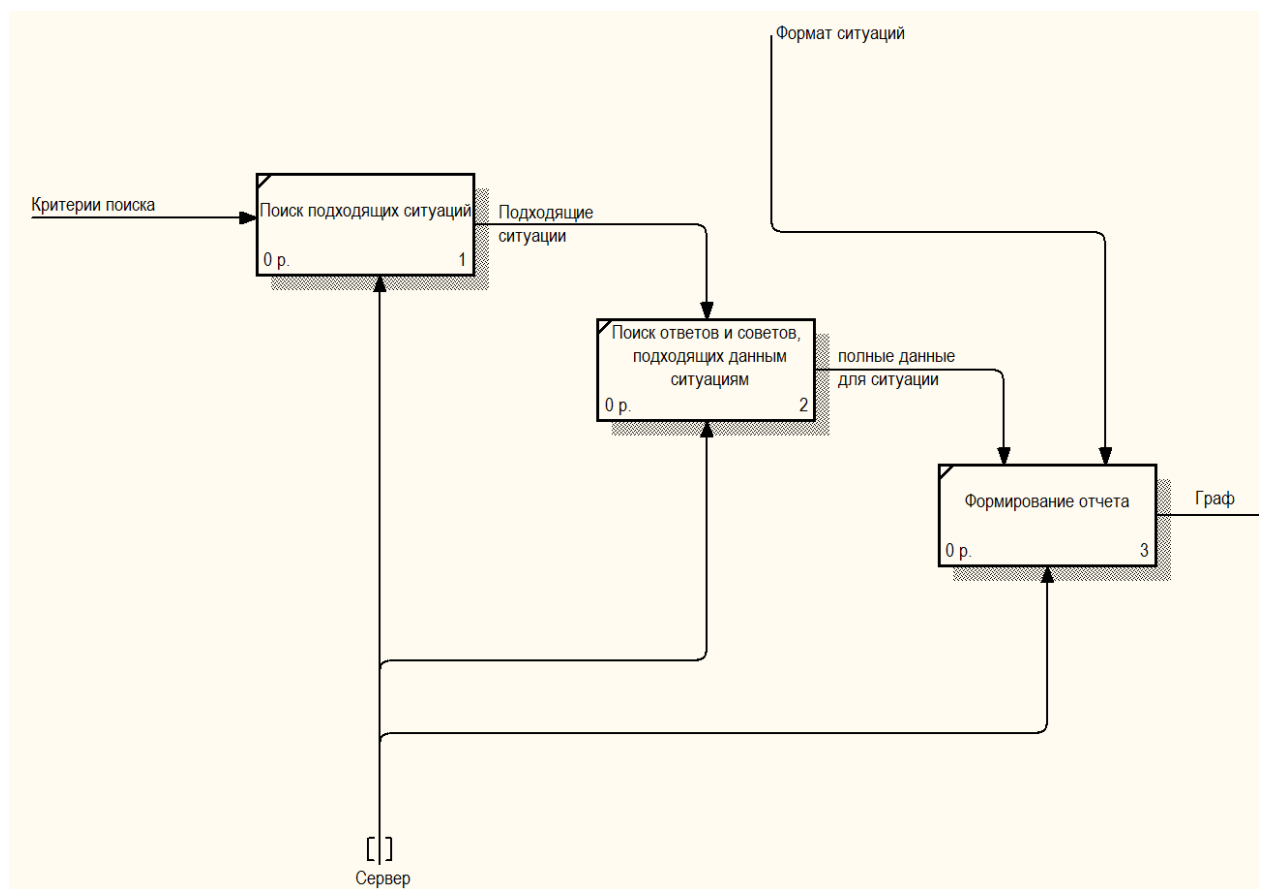 Формат ситуаций
Критерии поиска
Поиск подходящих ситуаций
0 р.
1
Подходящие
ситуации
Поиск ответов и советов,
подходящих данным
ситуациям
0 р.
2
полные данные
для ситуации
Формирование отчета
0 р.
3
Граф
Сервер